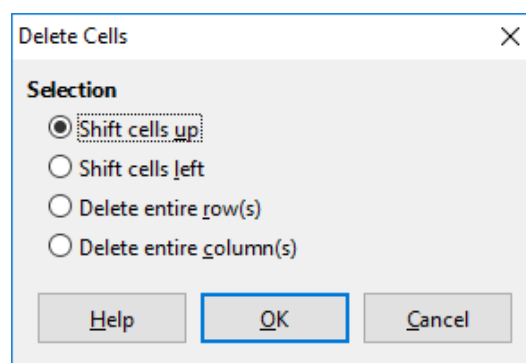 Delete Cells
Selection
Shift cells up
Shift cells left
Delete entire row(s)
Delete entire column(s)
Help OK Cancel